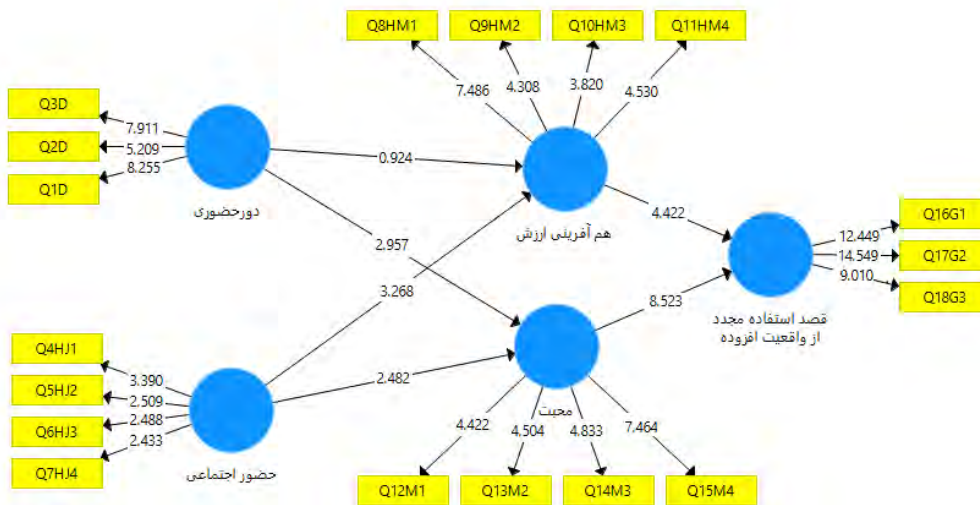 Q8HM1
Q9HM2
Q10HM3
Q11HM4
7.486
4.308
3.820
4.530
Q3D
Q2D
Q1D
7.911
5.209
8.255
دورحضوری
0.924
2.957
3.268
2.482
هم آفرینی ارزش
4.422
8.523
Q16G1
Q17G2
Q18G3
12.449
14.549
9.010
قصد استفاده مجدد
از واقعیت افزوده
Q4HJ1
Q5HJ2
Q6HJ3
Q7HJ4
3.390
2.509
2.488
2.433
حضور اجتماعی
محبت
4.422
4.504
4.833
7.464
Q12M1
Q13M2
Q14M3
Q15M4